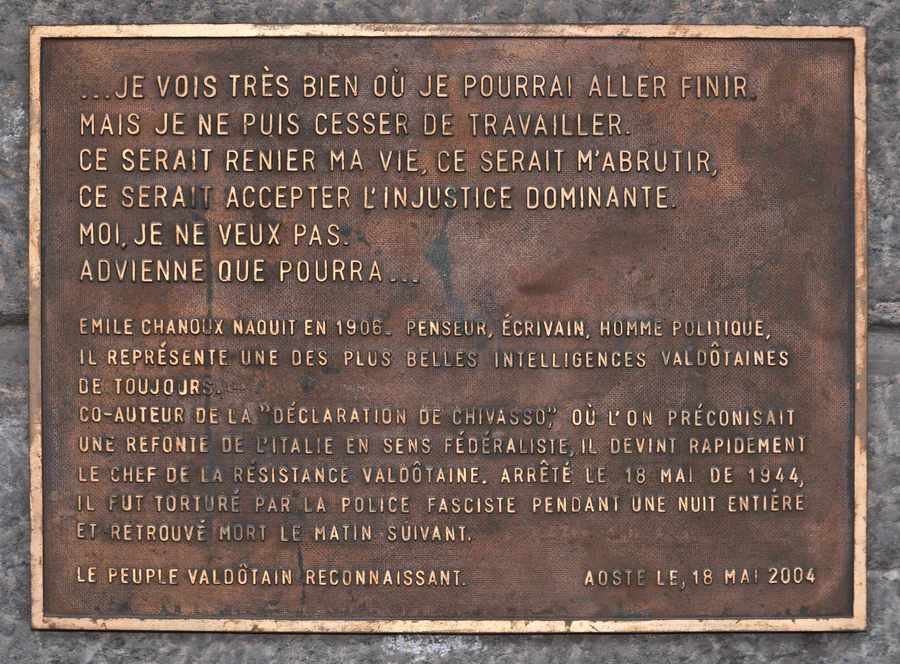 ...JE VOIS TRÈS BIEN OÙ JE POURRAI ALLER FINIR.
MAIS JE NE PUIS CESSER DE TRAVAILLER.
CE SERAIT RENIER MA VIE, CE SERAIT M'ABRUTIR,
CE SERAIT ACCEPTER L'INJUSTICE DOMINANTE.
MOI, JE NE VEUX PAS.
ADVIENNE QUE POURRA...
EMILE CHANOUX NAQUIT EN 1906. PENSEUR, ÉCRIVAIN, HOMME POLITIQUE,
IL REPRÉSENTE UNE DES PLUS BELLES INTELLIGENCES VALDÔTAINES
DE TOUJOURS.
CO-AUTEUR DE LA "DÉCLARATION DE CHIVASSO", OÙ L'ON PRÉCONISAIT
UNE REFONTE DE L'ITALIE EN SENS FÉDÉRALISTE, IL DEVINT RAPIDEMENT
LE CHEF DE LA RÉSISTANCE VALDÔTAINE. ARRÊTÉ LE 18 MAI DE 1944,
IL FUT TORTURÉ PAR LA POLICE FASCISTE PENDANT UNE NUIT ENTIÉRE
ET RETROUVÉ MORT LE MATIN SUIVANT.
LE PEUPLE VALDÔTAIN RECONNAISSANT. AOSTE LE, 18 MAI 2004